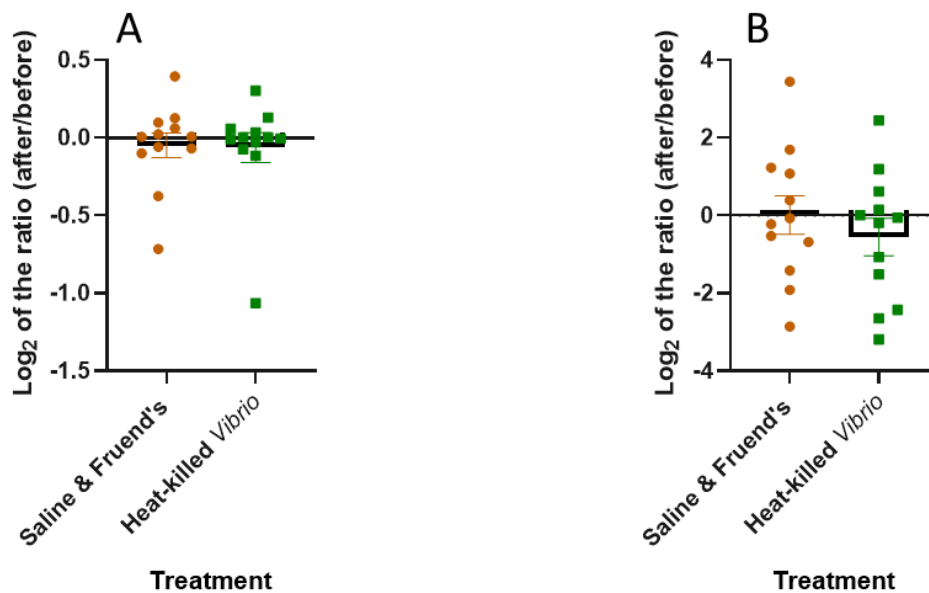 A
Log₂ of the ratio (after/before)
0.5
0.0
-0.5
-1.0
-1.5
Saline & Fruend's
Heat-killed Vibrio
Treatment
B
Log₂ of the ratio (after/before)
4
2
0
-2
-4
Saline & Fruend's
Heat-killed Vibrio
Treatment